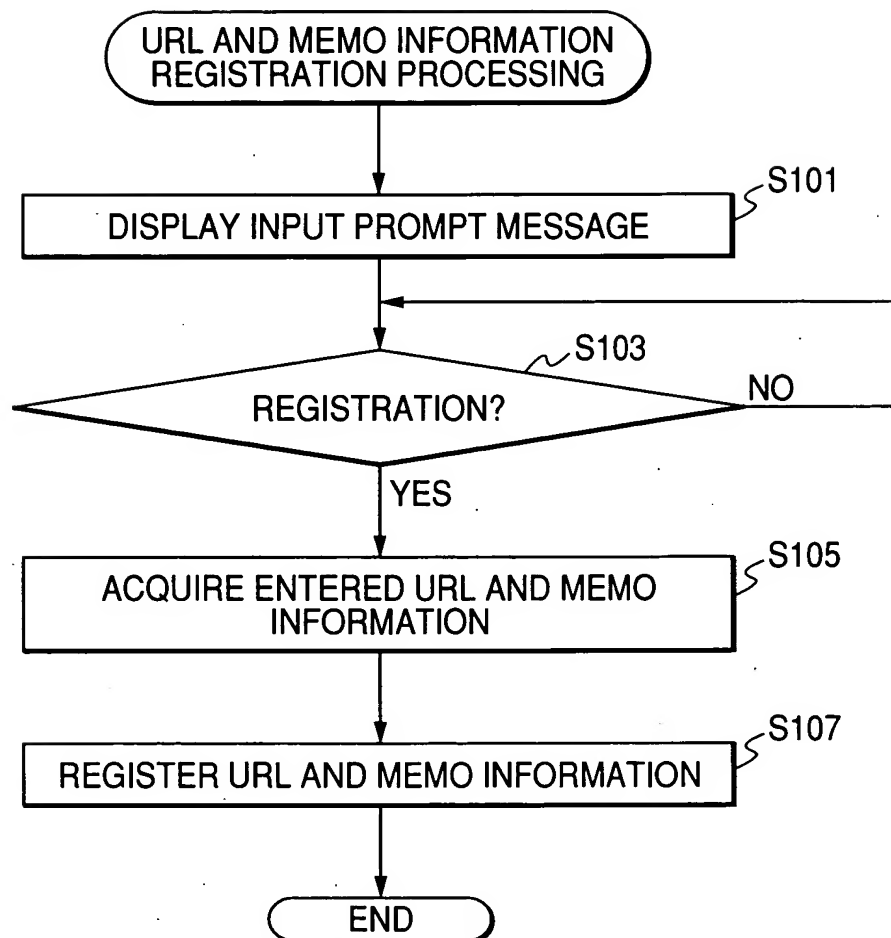 URL AND MEMO INFORMATION
REGISTRATION PROCESSING
S101
DISPLAY INPUT PROMPT MESSAGE
S103
REGISTRATION?
NO
YES
S105
ACQUIRE ENTERED URL AND MEMO
INFORMATION
S107
REGISTER URL AND MEMO INFORMATION
END